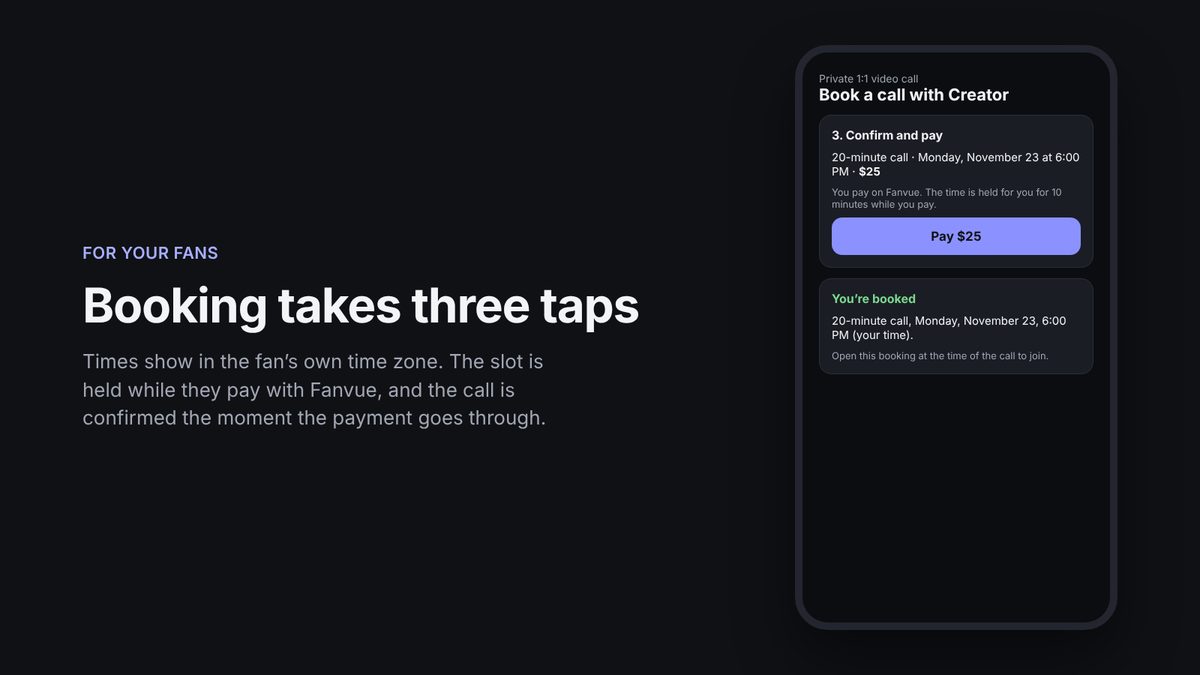 FOR YOUR FANS
Booking takes three taps
Times show in the fan’s own time zone. The slot is
held while they pay with Fanvue, and the call is
confirmed the moment the payment goes through.
Private 1:1 video call
Book a call with Creator
3. Confirm and pay
20-minute call · Monday, November 23 at 6:00
PM · $25
You pay on Fanvue. The time is held for you for 10
minutes while you pay.
Pay $25
You’re booked
20-minute call, Monday, November 23, 6:00
PM (your time).
Open this booking at the time of the call to join.